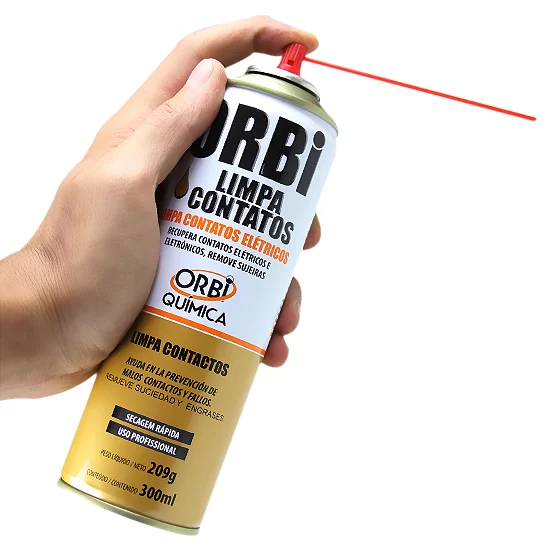 ORBi
LIMPA
CONTATOS
LIMPA CONTATOS ELÉTRICOS
RECUPERA CONTATOS ELÉTRICOS E
ELETRÔNICOS, REMOVE SUJEIRAS
ORBi
QUÍMICA
LIMPA CONTACTOS
AYUDA EN LA PREVENCIÓN DE
MALOS CONTACTOS Y FALLOS.
REMUEVE SUCIEDAD Y ENGRASES
SECAGEM RÁPIDA
USO PROFISSIONAL
PESO LÍQUIDO / NETO 209g
CONTEÚDO / CONTENIDO 300ml